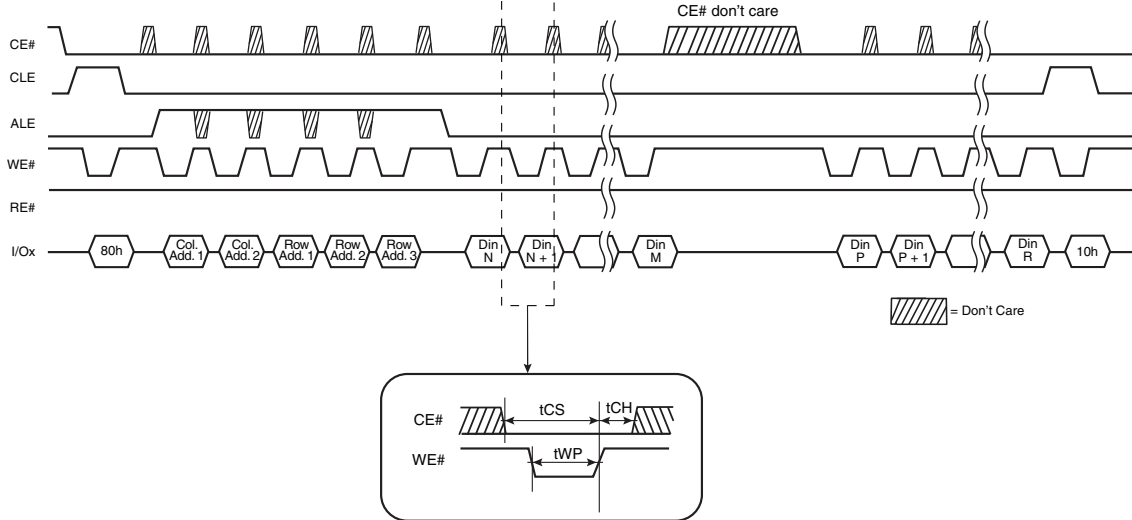 CE# don't care
CE#
CLE
ALE
WE#
RE#
I/Ox
80h
Col.
Add. 1
Col.
Add. 2
Row
Add. 1
Row
Add. 2
Row
Add. 3
Din
N
Din
N + 1
Din
M
Din
P
Din
P + 1
Din
R
10h
= Don't Care
CE#
tCS
tCH
WE#
tWP